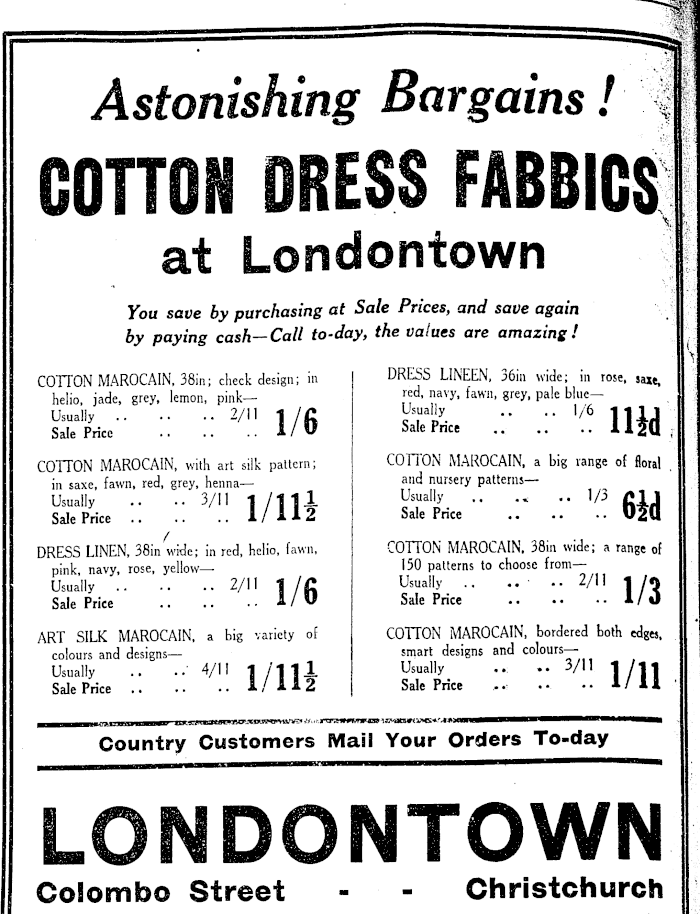 Astonishing Bargains!
COTTON DRESS FABBICS
at Londontown
You save by purchasing at Sale Prices, and save again
by paying cash—Call to-day, the values are amazing!
COTTON MAROCAIN, 38in; check design; in
helio, jade, grey, lemon, pink—
Usually .. .. .. 2/11
Sale Price .. .. .. 1/6
COTTON MAROCAIN, with art silk pattern;
in saxe, fawn, red, grey, henna—
Usually .. .. 3/11
Sale Price .. .. .. 1/11½
DRESS LINEN, 38in wide; in red, helio, fawn,
pink, navy, rose, yellow—
Usually .. .. .. 2/11
Sale Price .. .. .. 1/6
ART SILK MAROCAIN, a big variety of
colours and designs—
Usually .. .. 4/11
Sale Price .. .. .. 1/11½
DRESS LINEEN, 36in wide; in rose, saxe,
red, navy, fawn, grey, pale blue—
Usually .. .. 1/6
Sale Price .. .. .. 11½d
COTTON MAROCAIN, a big range of floral
and nursery patterns—
Usually .. .. .. 1/3
Sale Price .. .. .. 6½d
COTTON MAROCAIN, 38in wide; a range of
150 patterns to choose from—
Usually .. .. .. 2/11
Sale Price .. .. .. 1/3
COTTON MAROCAIN, bordered both edges,
smart designs and colours—
Usually .. .. 3/11
Sale Price .. .. .. 1/11
Country Customers Mail Your Orders To-day
LONDONTOWN
Colombo Street - - Christchurch